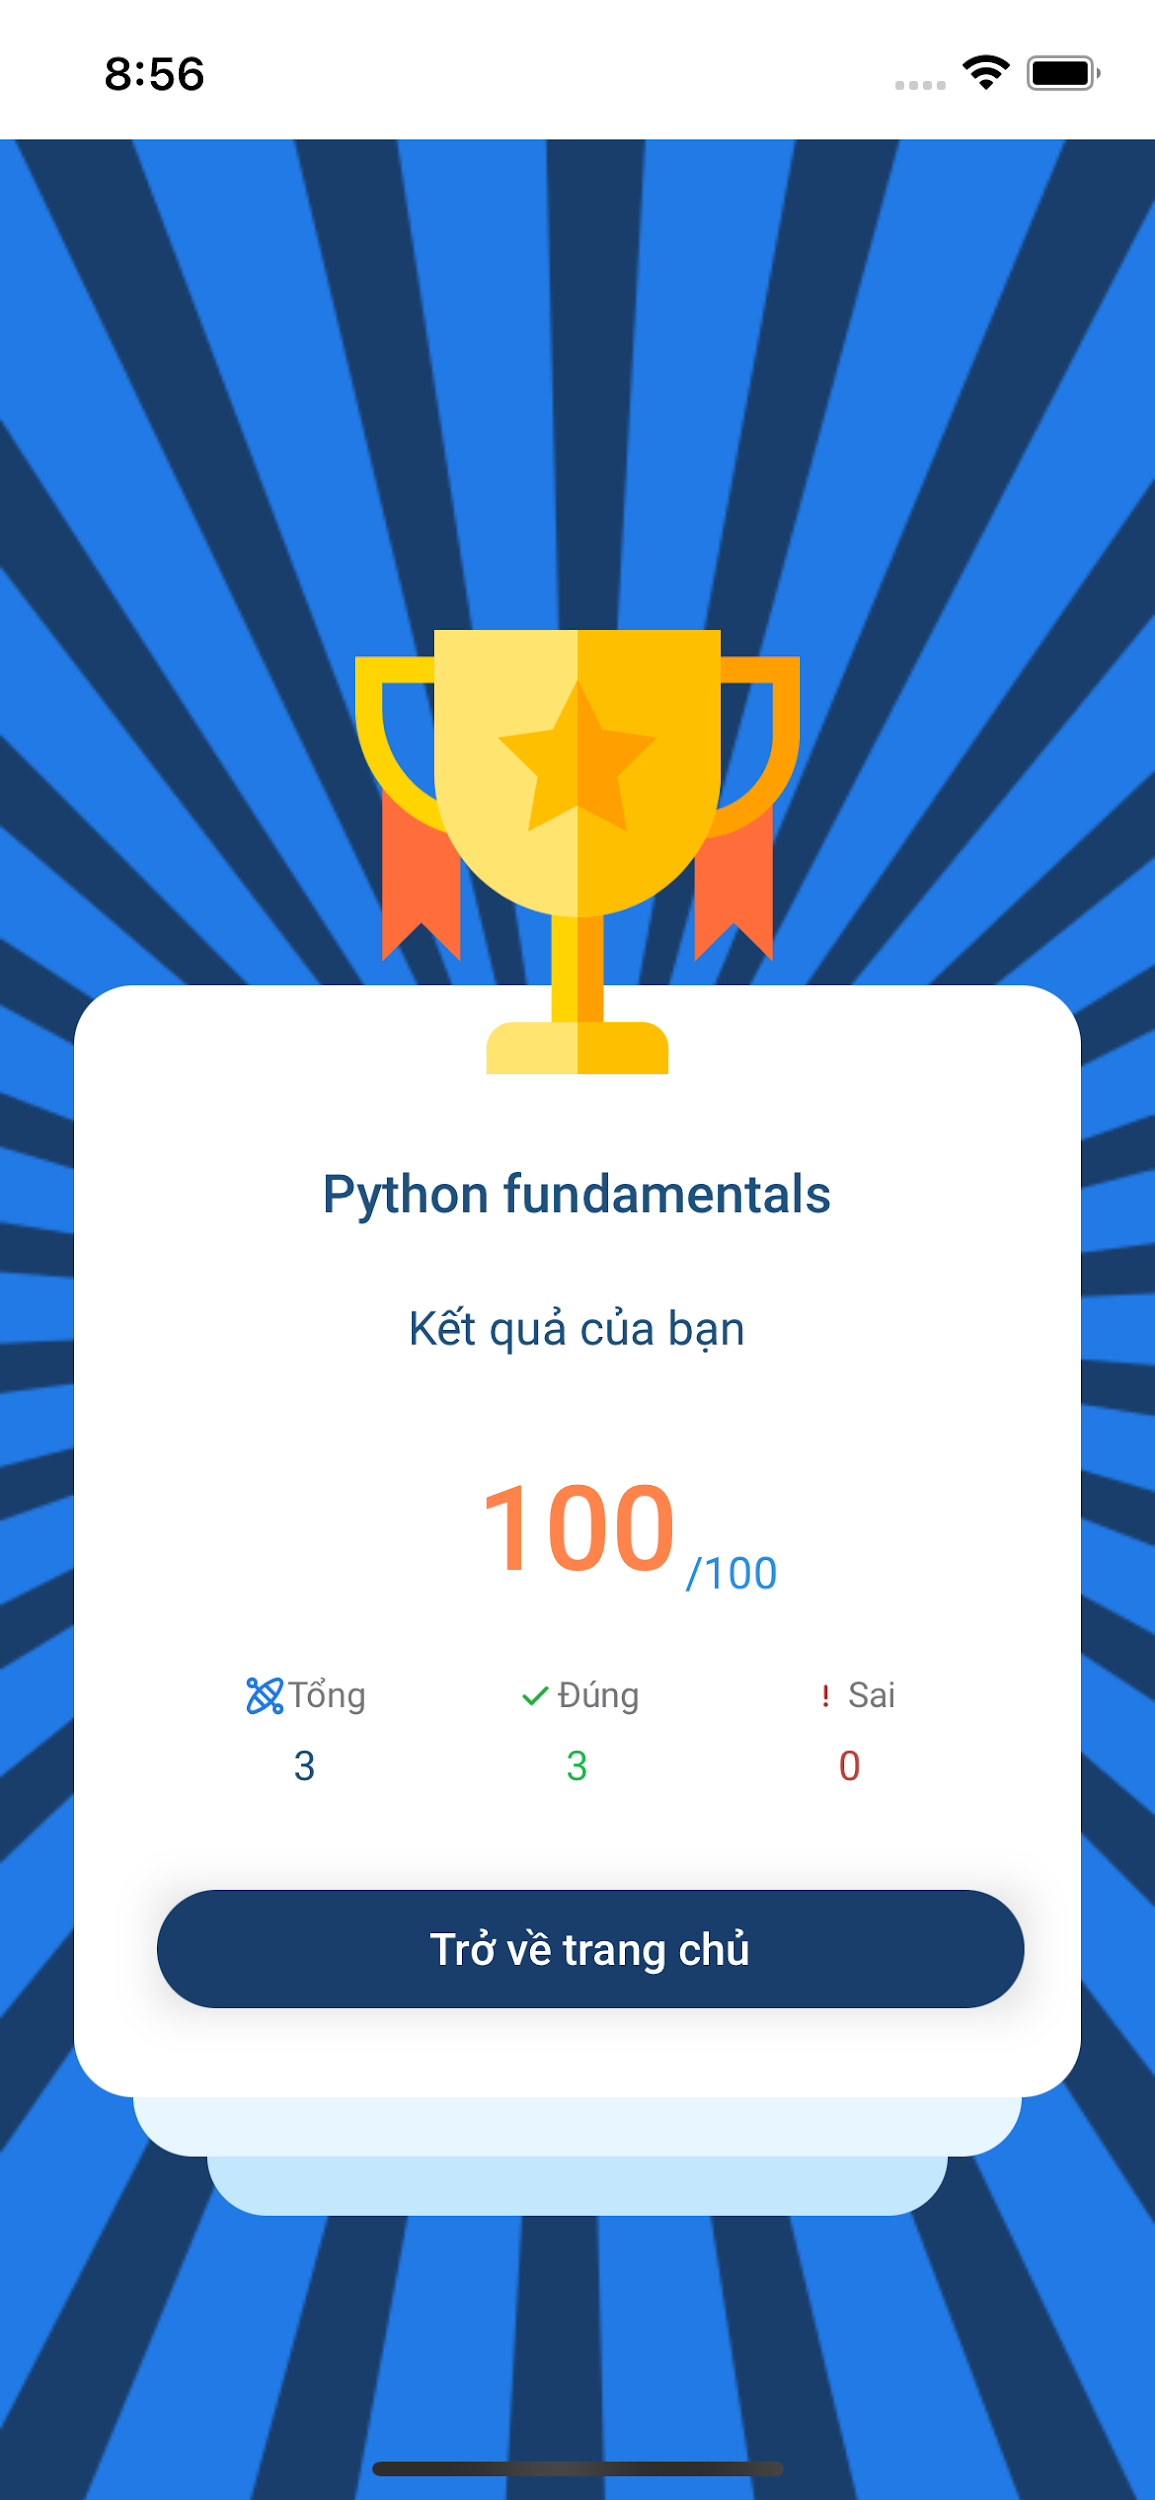 8:56
Python fundamentals
Kết quả của bạn
100/100
Tổng Đúng ! Sai
3 3 0
Trở về trang chủ